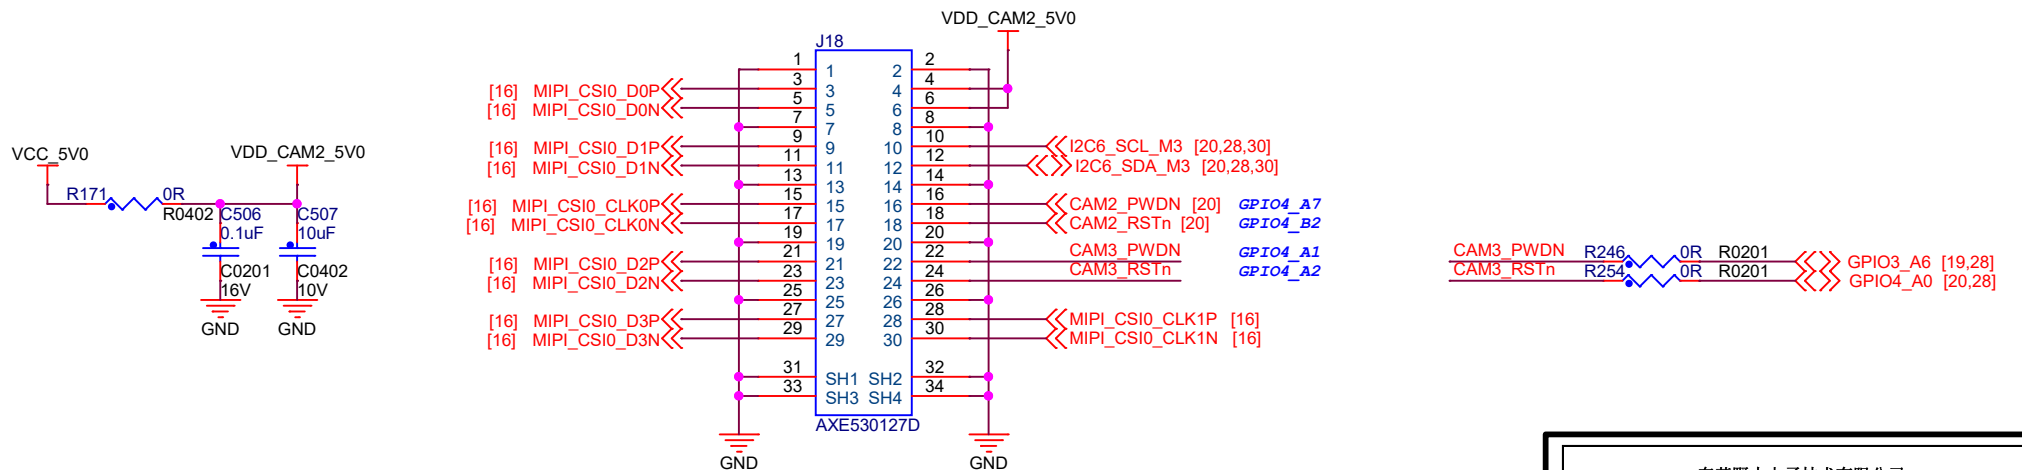 VCC_5V0
VDD_CAM2_5V0
R171
0R
R0402
C506
C507
0.1uF
10uF
C0201
C0402
16V
10V
GND
GND
VDD_CAM2_5V0
J18
1 1 2 2
[16] MIPI_CSI0_D0P 3 3 4 4
[16] MIPI_CSI0_D0N 5 5 6 6
7 7 8 8
[16] MIPI_CSI0_D1P 9 9 10 10 I2C6_SCL_M3 [20,28,30]
[16] MIPI_CSI0_D1N 11 11 12 12 I2C6_SDA_M3 [20,28,30]
13 13 14 14
[16] MIPI_CSI0_CLK0P 15 15 16 16 CAM2_PWDN [20] GPIO4_A7
[16] MIPI_CSI0_CLK0N 17 17 18 18 CAM2_RSTn [20] GPIO4_B2
19 19 20 20
[16] MIPI_CSI0_D2P 21 21 22 22 CAM3_PWDN GPIO4_A1
[16] MIPI_CSI0_D2N 23 23 24 24 CAM3_RSTn GPIO4_A2
25 25 26 26
[16] MIPI_CSI0_D3P 27 27 28 28 MIPI_CSI0_CLK1P [16]
[16] MIPI_CSI0_D3N 29 29 30 30 MIPI_CSI0_CLK1N [16]
31 SH1 SH2 32
33 SH3 SH4 34
AXE530127D
GND
GND
CAM3_PWDN R246 0R R0201 GPIO3_A6 [19,28]
CAM3_RSTn R254 0R R0201 GPIO4_A0 [20,28]